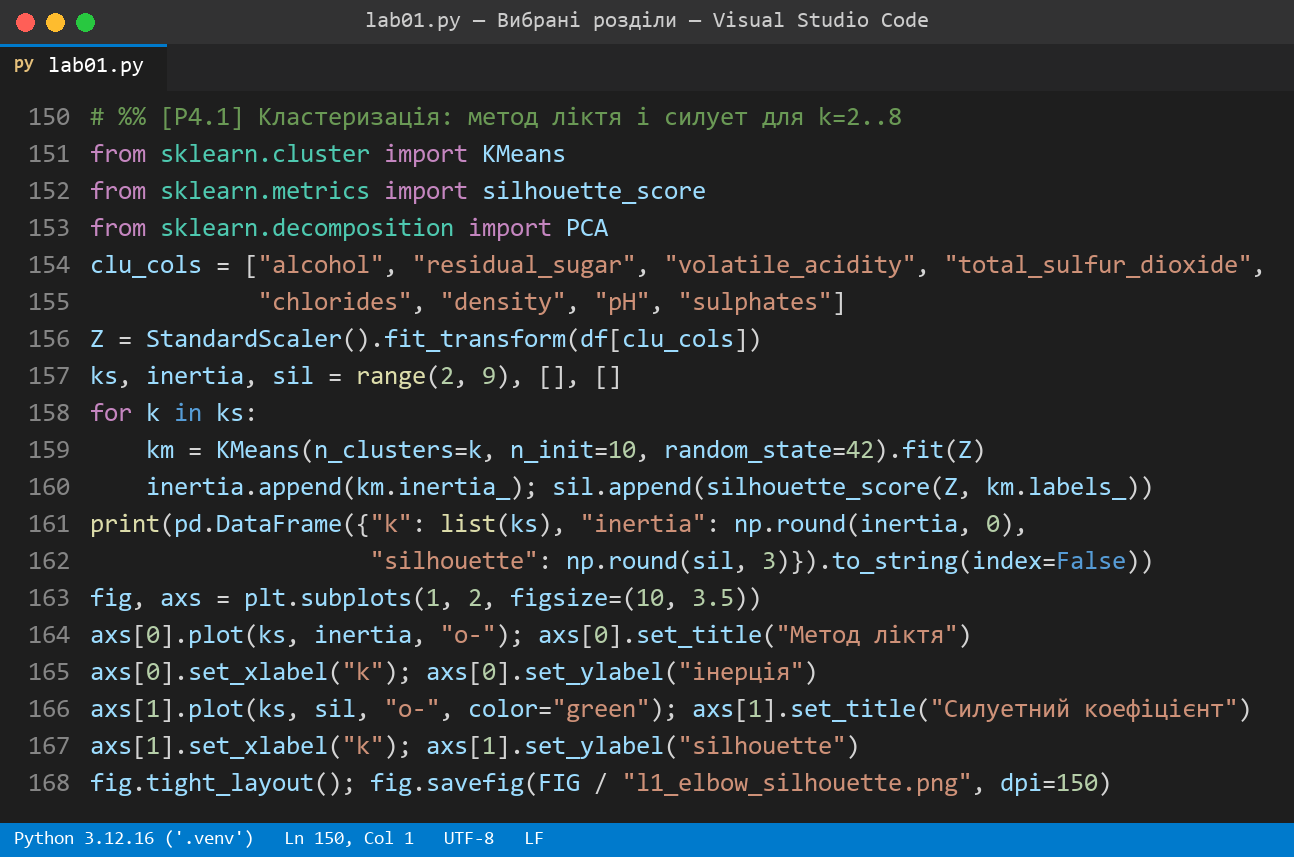 lab01.py — Вибрані розділи — Visual Studio Code
PY lab01.py
150 # %% [P4.1] Кластеризація: метод ліктя і силует для k=2..8
151 from sklearn.cluster import KMeans
152 from sklearn.metrics import silhouette_score
153 from sklearn.decomposition import PCA
154 clu_cols = ["alcohol", "residual_sugar", "volatile_acidity", "total_sulfur_dioxide",
155             "chlorides", "density", "pH", "sulphates"]
156 Z = StandardScaler().fit_transform(df[clu_cols])
157 ks, inertia, sil = range(2, 9), [], []
158 for k in ks:
159     km = KMeans(n_clusters=k, n_init=10, random_state=42).fit(Z)
160     inertia.append(km.inertia_); sil.append(silhouette_score(Z, km.labels_))
161 print(pd.DataFrame({"k": list(ks), "inertia": np.round(inertia, 0),
162                     "silhouette": np.round(sil, 3)}).to_string(index=False))
163 fig, axs = plt.subplots(1, 2, figsize=(10, 3.5))
164 axs[0].plot(ks, inertia, "o-"); axs[0].set_title("Метод ліктя")
165 axs[0].set_xlabel("k"); axs[0].set_ylabel("інерція")
166 axs[1].plot(ks, sil, "o-", color="green"); axs[1].set_title("Силуетний коефіцієнт")
167 axs[1].set_xlabel("k"); axs[1].set_ylabel("silhouette")
168 fig.tight_layout(); fig.savefig(FIG / "l1_elbow_silhouette.png", dpi=150)
Python 3.12.16 ('.venv') Ln 150, Col 1 UTF-8 LF